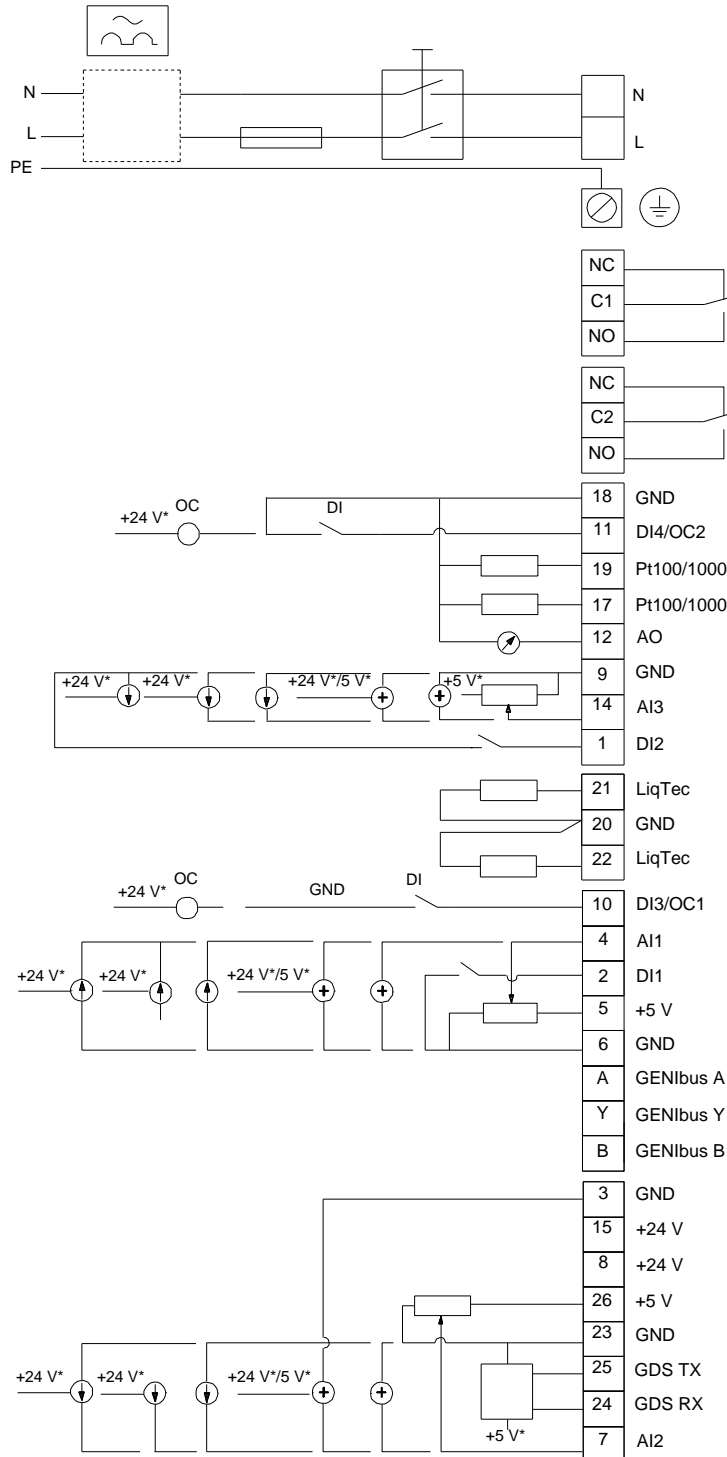 N N
L L
PE
NC
C1
NO
NC
C2
NO
18 GND
+24 V* OC DI 11 DI4/OC2
19 Pt100/1000
17 Pt100/1000
12 AO
9 GND
+24 V* +24 V* +24 V*/5 V* +5 V*
14 AI3
1 DI2
21 LiqTec
20 GND
22 LiqTec
+24 V* OC GND DI 10 DI3/OC1
4 AI1
+24 V* +24 V* +24 V*/5 V* 2 DI1
5 +5 V
6 GND
A GENIbus A
Y GENIbus Y
B GENIbus B
3 GND
15 +24 V
8 +24 V
26 +5 V
23 GND
+24 V* +24 V* +24 V*/5 V* 25 GDS TX
24 GDS RX
+5 V* 7 AI2